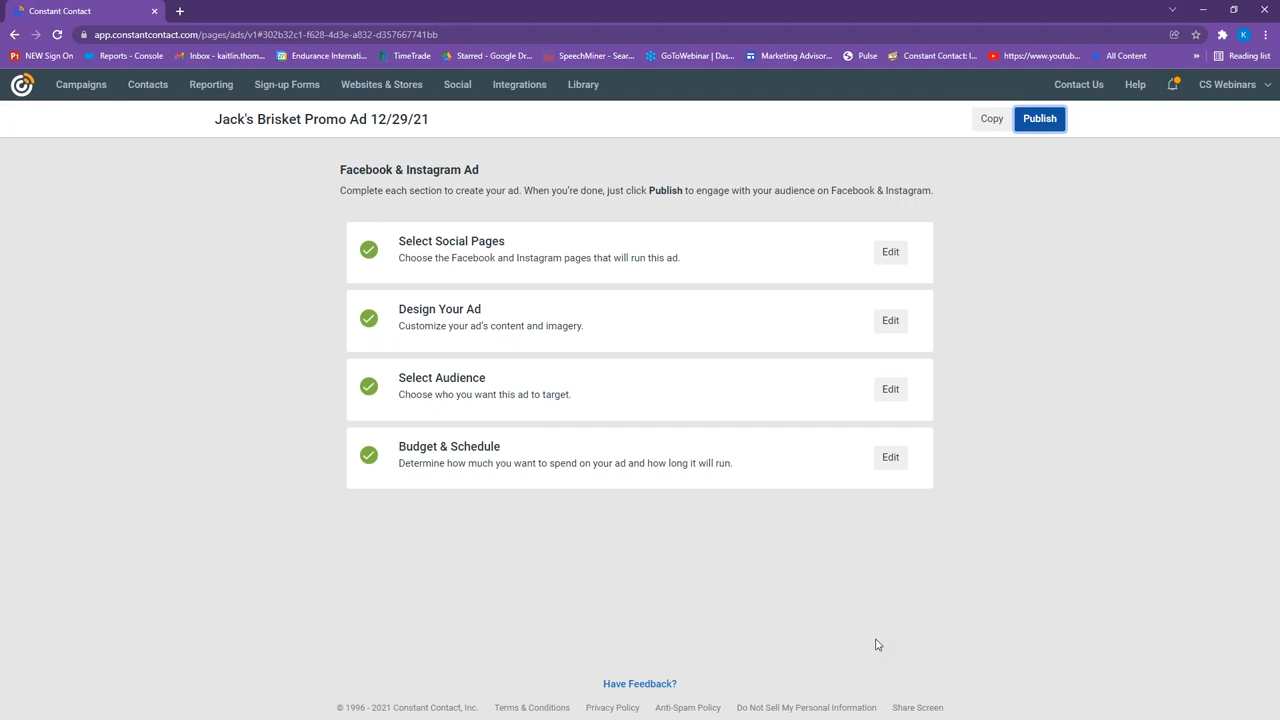 Constant Contact
app.constantcontact.com/pages/ads/v1#302b32c1-f628-4d3e-a832-d357667741bb
NEW Sign On
Reports - Console
Inbox - kaitlin.thom...
Endurance Internati...
TimeTrade
Starred - Google Dr...
SpeechMiner - Sear...
GoToWebinar | Das...
Marketing Advisor...
Pulse
Constant Contact: I...
https://www.youtub...
All Content
Reading list
Campaigns
Contacts
Reporting
Sign-up Forms
Websites & Stores
Social
Integrations
Library
Contact Us
Help
CS Webinars
Jack's Brisket Promo Ad 12/29/21
Copy
Publish
Facebook & Instagram Ad
Complete each section to create your ad. When you're done, just click Publish to engage with your audience on Facebook & Instagram.
Select Social Pages
Choose the Facebook and Instagram pages that will run this ad.
Edit
Design Your Ad
Customize your ad's content and imagery.
Edit
Select Audience
Choose who you want this ad to target.
Edit
Budget & Schedule
Determine how much you want to spend on your ad and how long it will run.
Edit
Have Feedback?
© 1996 - 2021 Constant Contact, Inc.
Terms & Conditions
Privacy Policy
Anti-Spam Policy
Do Not Sell My Personal Information
Share Screen